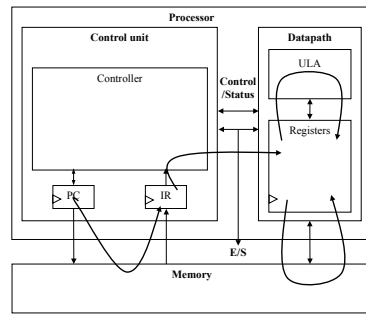 Processor
Control unit
Datapath
Controller
Control
/Status
ULA
Registers
PC
IR
E/S
Memory